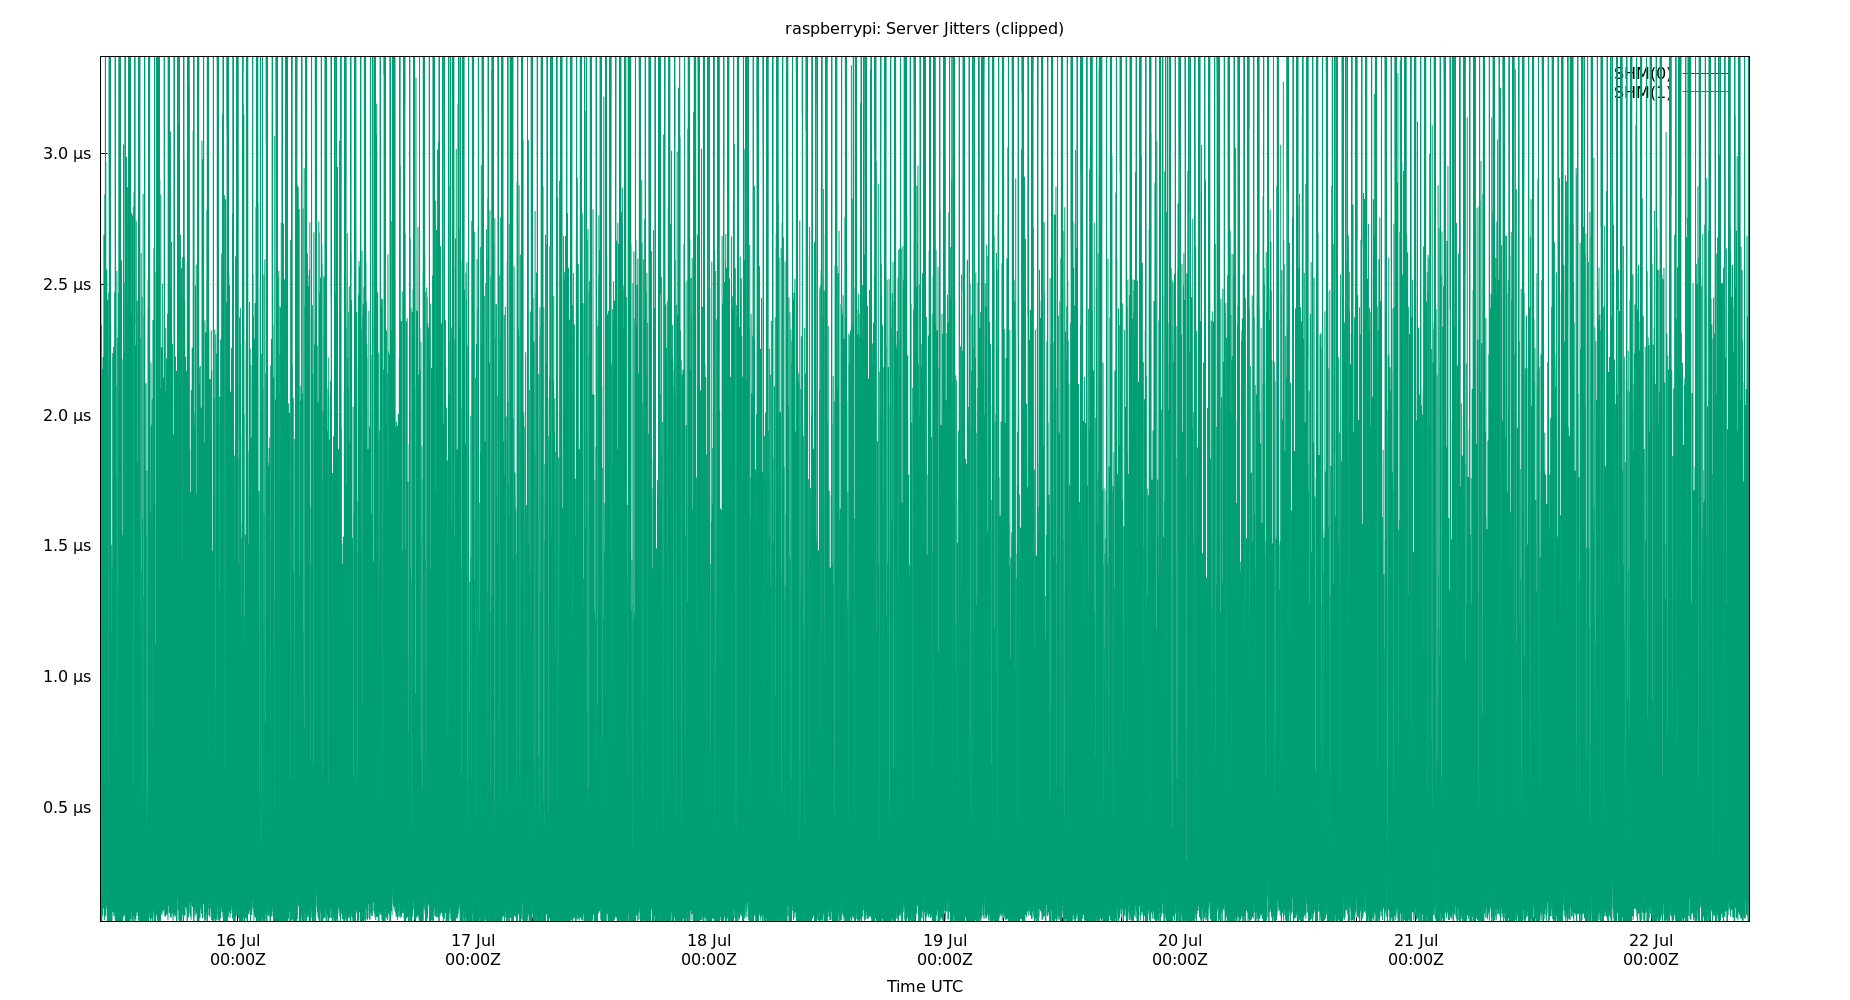 raspberrypi: Server Jitters (clipped)
SHM(0)
SHM(1)
3.0 µs
2.5 µs
2.0 µs
1.5 µs
1.0 µs
0.5 µs
16 Jul 17 Jul 18 Jul 19 Jul 20 Jul 21 Jul 22 Jul
00:00Z 00:00Z 00:00Z 00:00Z 00:00Z 00:00Z 00:00Z
Time UTC